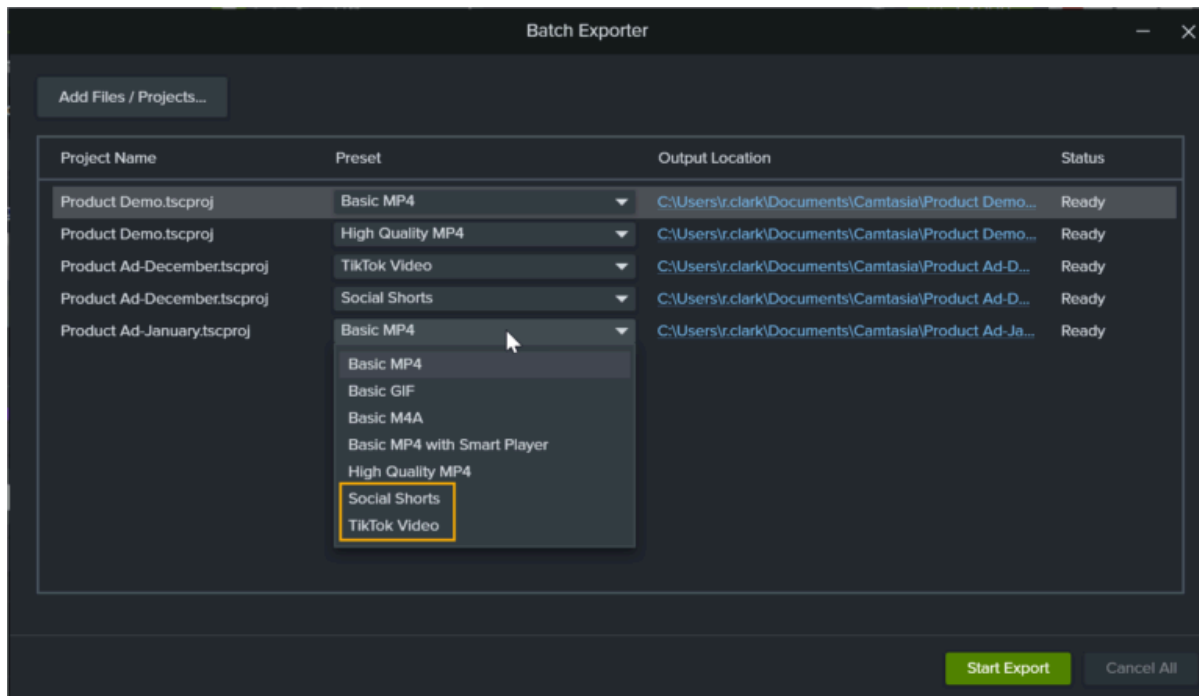 Batch Exporter
Add Files / Projects...
Project Name Preset Output Location Status
Product Demo.tscproj Basic MP4 C:\Users\r.clark\Documents\Camtasia\Product Demo... Ready
Product Demo.tscproj High Quality MP4 C:\Users\r.clark\Documents\Camtasia\Product Demo... Ready
Product Ad-December.tscproj TikTok Video C:\Users\r.clark\Documents\Camtasia\Product Ad-D... Ready
Product Ad-December.tscproj Social Shorts C:\Users\r.clark\Documents\Camtasia\Product Ad-D... Ready
Product Ad-January.tscproj Basic MP4 C:\Users\r.clark\Documents\Camtasia\Product Ad-Ja... Ready
Basic MP4
Basic GIF
Basic M4A
Basic MP4 with Smart Player
High Quality MP4
Social Shorts
TikTok Video
Start Export Cancel All